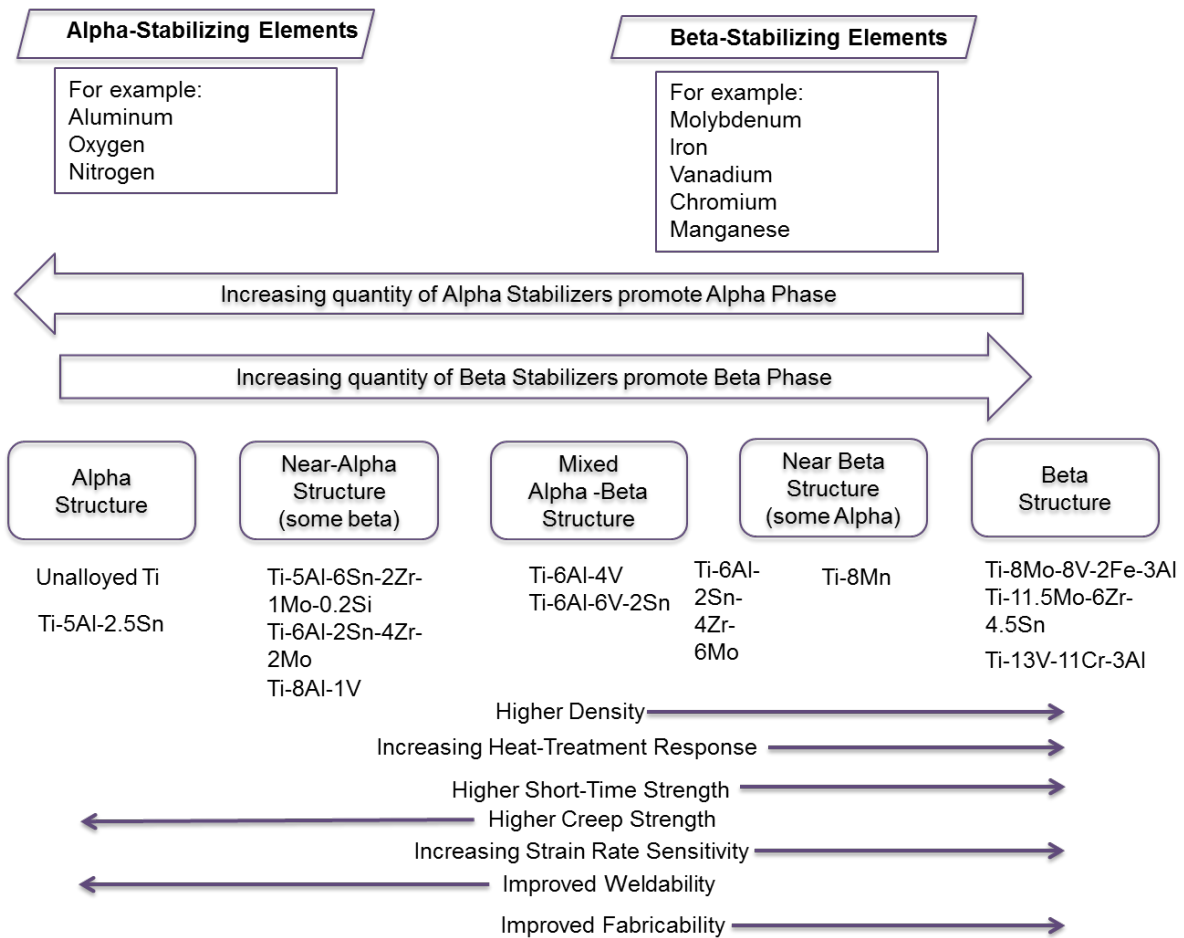 Alpha-Stabilizing Elements
For example:
Aluminum
Oxygen
Nitrogen
Beta-Stabilizing Elements
For example:
Molybdenum
Iron
Vanadium
Chromium
Manganese
Increasing quantity of Alpha Stabilizers promote Alpha Phase
Increasing quantity of Beta Stabilizers promote Beta Phase
Alpha
Structure
Near-Alpha
Structure
(some beta)
Mixed
Alpha -Beta
Structure
Near Beta
Structure
(some Alpha)
Beta
Structure
Unalloyed Ti
Ti-5Al-2.5Sn
Ti-5Al-6Sn-2Zr-
1Mo-0.2Si
Ti-6Al-2Sn-4Zr-
2Mo
Ti-8Al-1V
Ti-6Al-4V
Ti-6Al-6V-2Sn
Ti-6Al-
2Sn-
4Zr-
6Mo
Ti-8Mn
Ti-8Mo-8V-2Fe-3Al
Ti-11.5Mo-6Zr-
4.5Sn
Ti-13V-11Cr-3Al
Higher Density
Increasing Heat-Treatment Response
Higher Short-Time Strength
Higher Creep Strength
Increasing Strain Rate Sensitivity
Improved Weldability
Improved Fabricability